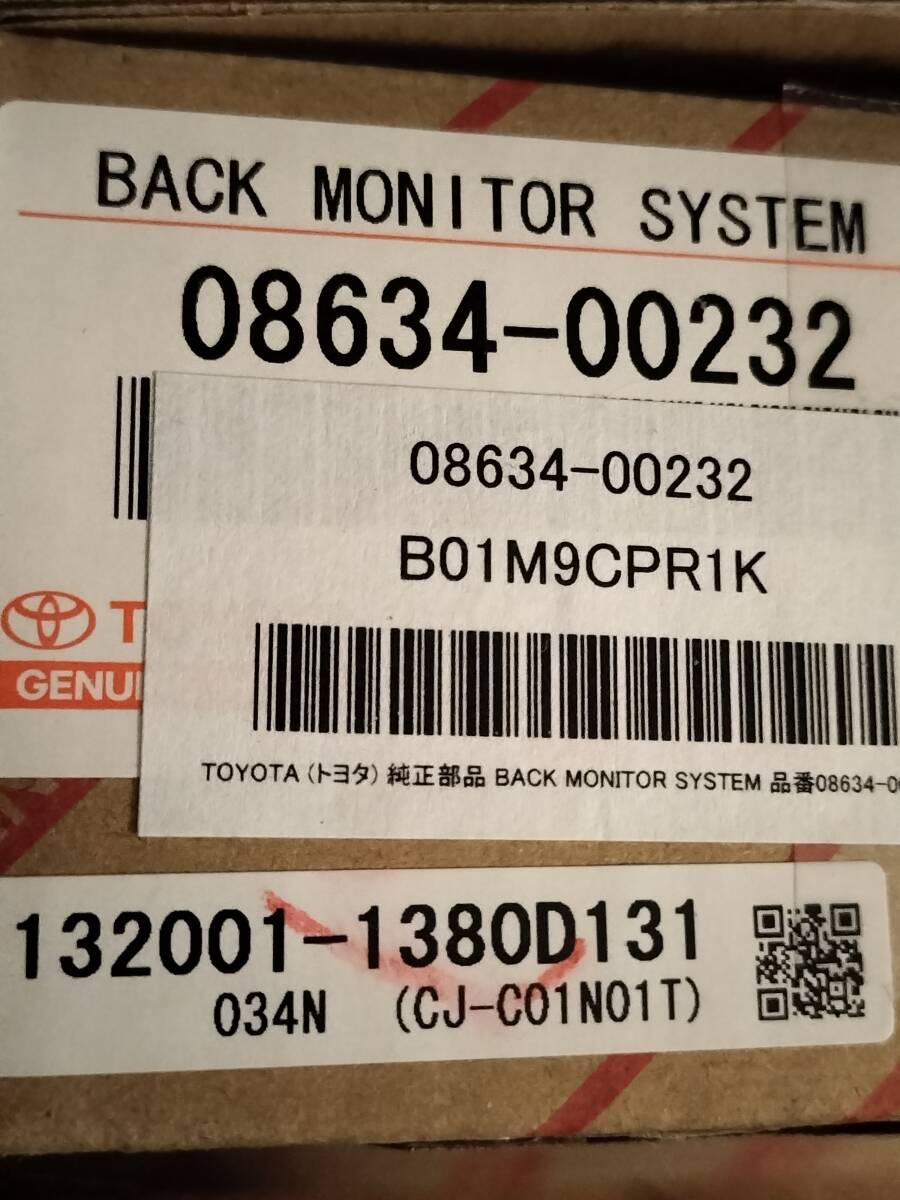 BACK MONITOR SYSTEM
08634-00232
08634-00232
B01M9CPR1K
GENUI
TOYOTA (トヨタ) 純正部品 BACK MONITOR SYSTEM 品番08634-0
132001-1380D131
034N (CJ-C01N01T)